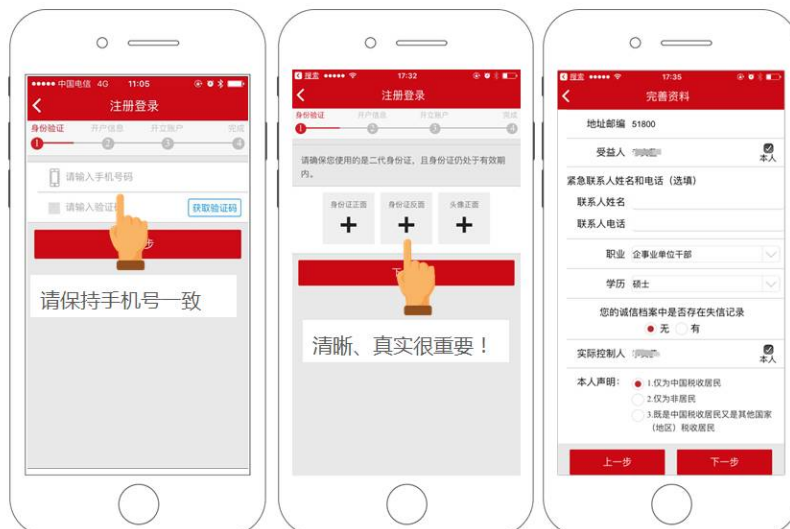 中国电信 4G 11:05
注册登录
身份验证 开户信息 开立账户 完成
1 2 3 4
请输入手机号码
请输入验证
获取验证码
步
请保持手机号一致
搜索 17:32
注册登录
身份验证 开户信息 开立账户 完成
1 2 3 4
请确保您使用的是二代身份证，且身份证仍处于有效期
内。
身份证正面 身份证反面 头像正面
下
清晰、真实很重要！
搜索 17:35
完善资料
地址邮编 51800
受益人
本人
紧急联系人姓名和电话（选填）
联系人姓名
联系人电话
职业 企事业单位干部
学历 硕士
您的诚信档案中是否存在失信记录
无 有
实际控制人
本人
本人声明： 1.仅为中国税收居民
2.仅为非居民
3.既是中国税收居民又是其他国家
（地区）税收居民
上一步 下一步